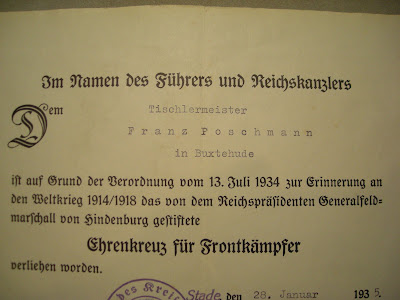 Im Namen des Führers und Reichskanzlers
Dem Tischlermeister
Franz Poschmann
in Buxtehude
ist auf Grund der Verordnung vom 13. Juli 1934 zur Erinnerung an
den Weltkrieg 1914/1918 das von dem Reichspräsidenten Generalfeld-
marschall von Hindenburg gestiftete
Ehrenkreuz für Frontkämpfer
verliehen worden.
Stade, den 28. Januar 1935.
des Krei